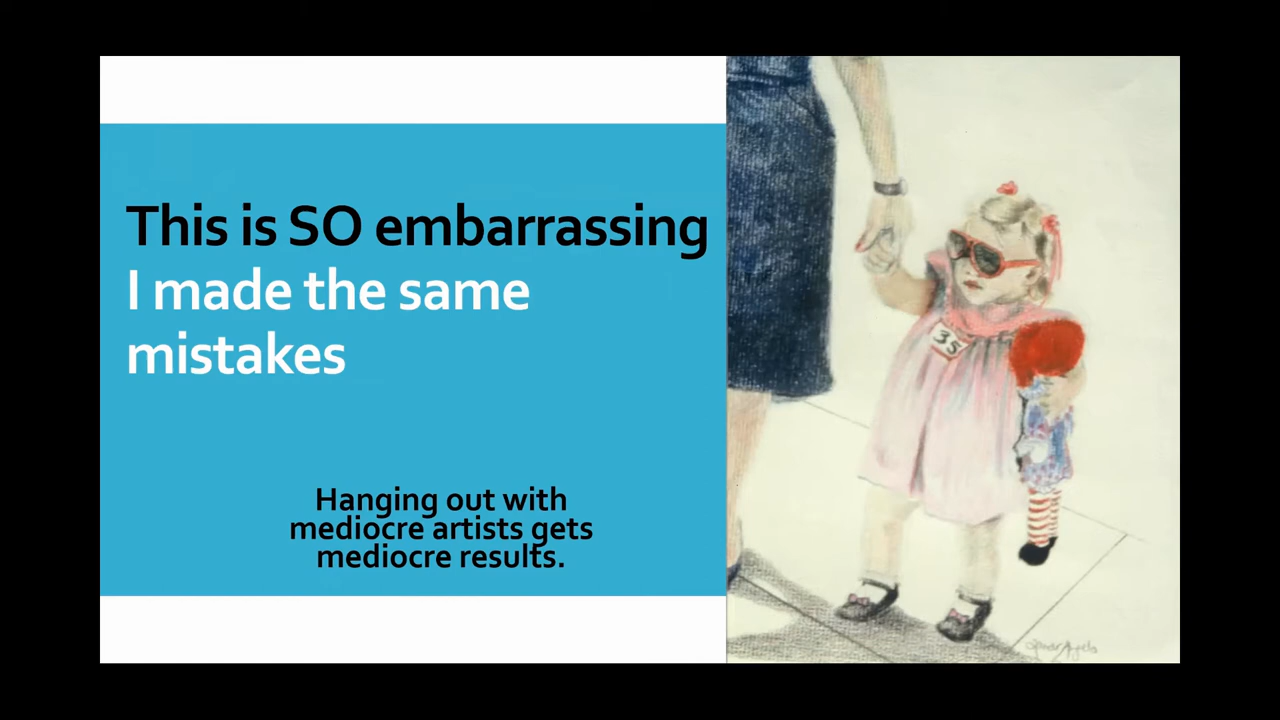 This is SO embarrassing
I made the same
mistakes
Hanging out with
mediocre artists gets
mediocre results.
35